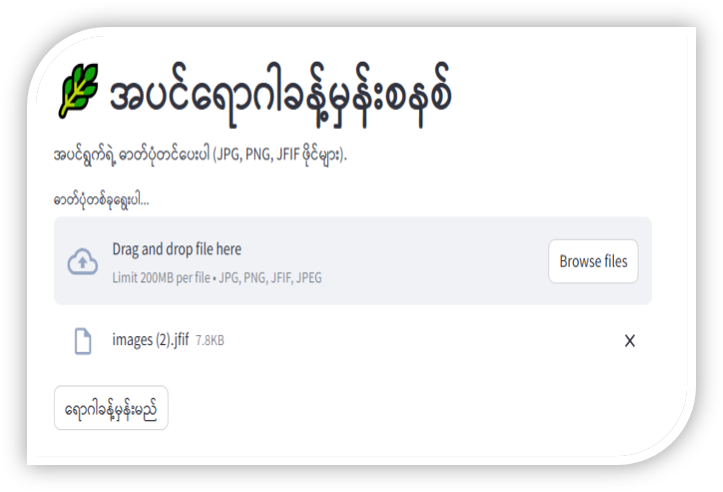 အပင်ရောဂါခန့်မှန်းစနစ်
အပင်ရွက်ရဲ့ ဓာတ်ပုံတင်ပေးပါ (JPG, PNG, JFIF ဖိုင်များ).
ဓာတ်ပုံတစ်ခုရွေးပါ...
Drag and drop file here
Limit 200MB per file • JPG, PNG, JFIF, JPEG
Browse files
images (2).jfif 7.8KB
ရောဂါခန့်မှန်းမည်